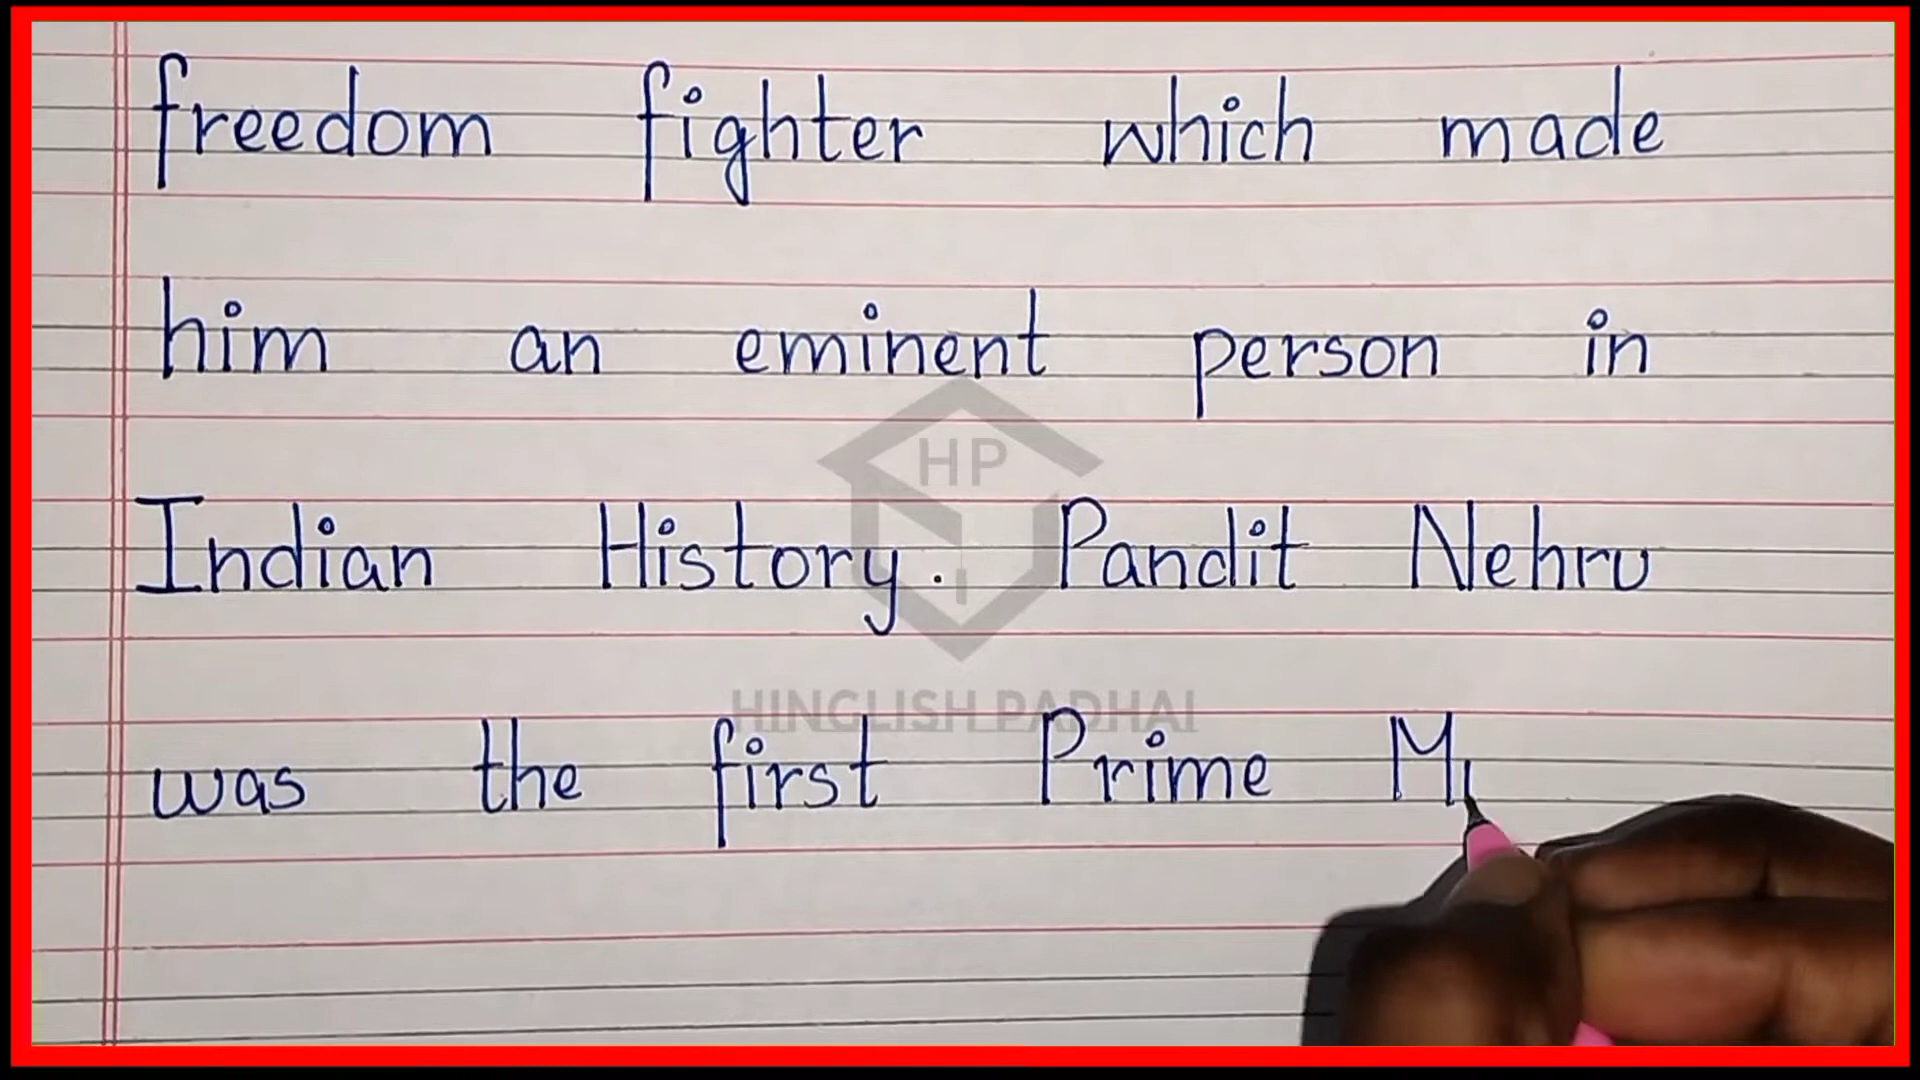 freedom fighter which made
him an eminent person in
HP
Indian History. Pandit Nehru
HINGLISH PADHAI
was the first Prime Mi